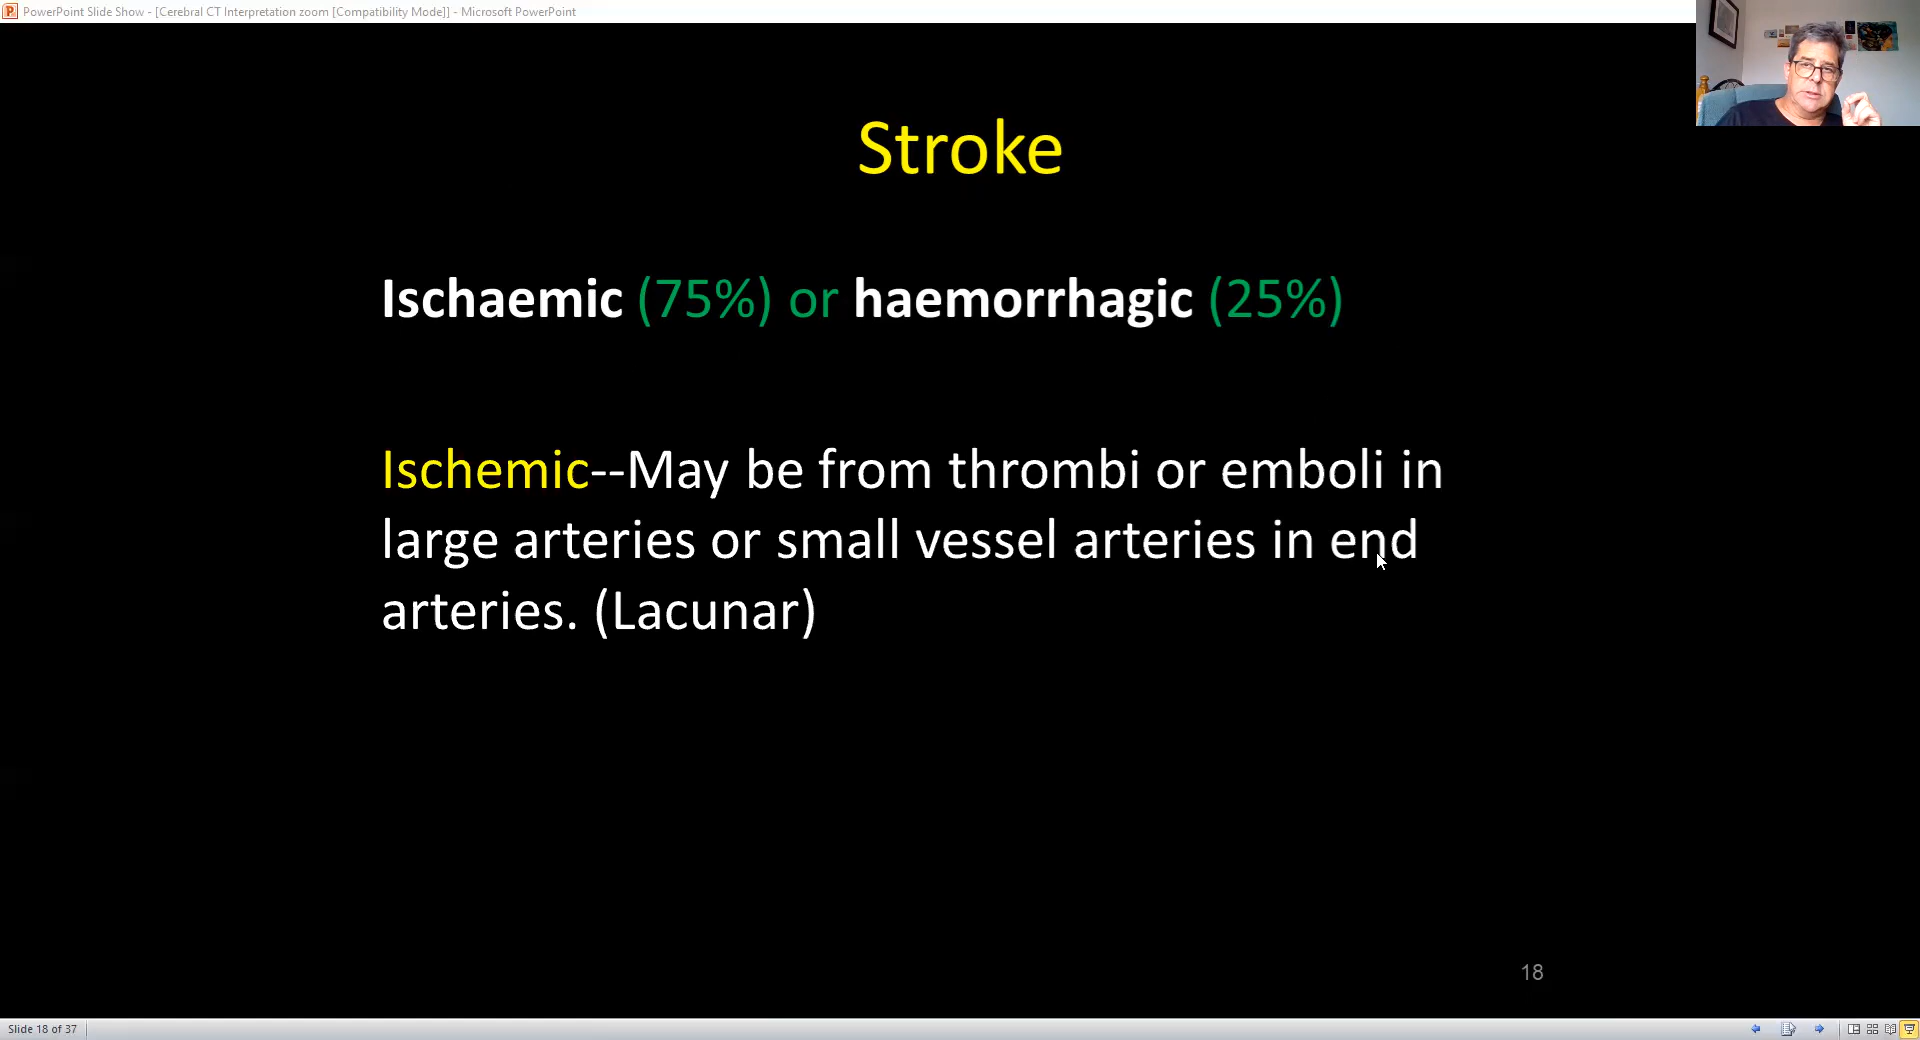 PowerPoint Slide Show - [Cerebral CT Interpretation zoom [Compatibility Mode]] - Microsoft PowerPoint
Stroke
Ischaemic (75%) or haemorrhagic (25%)
Ischemic--May be from thrombi or emboli in
large arteries or small vessel arteries in end
arteries. (Lacunar)
18
Slide 18 of 37